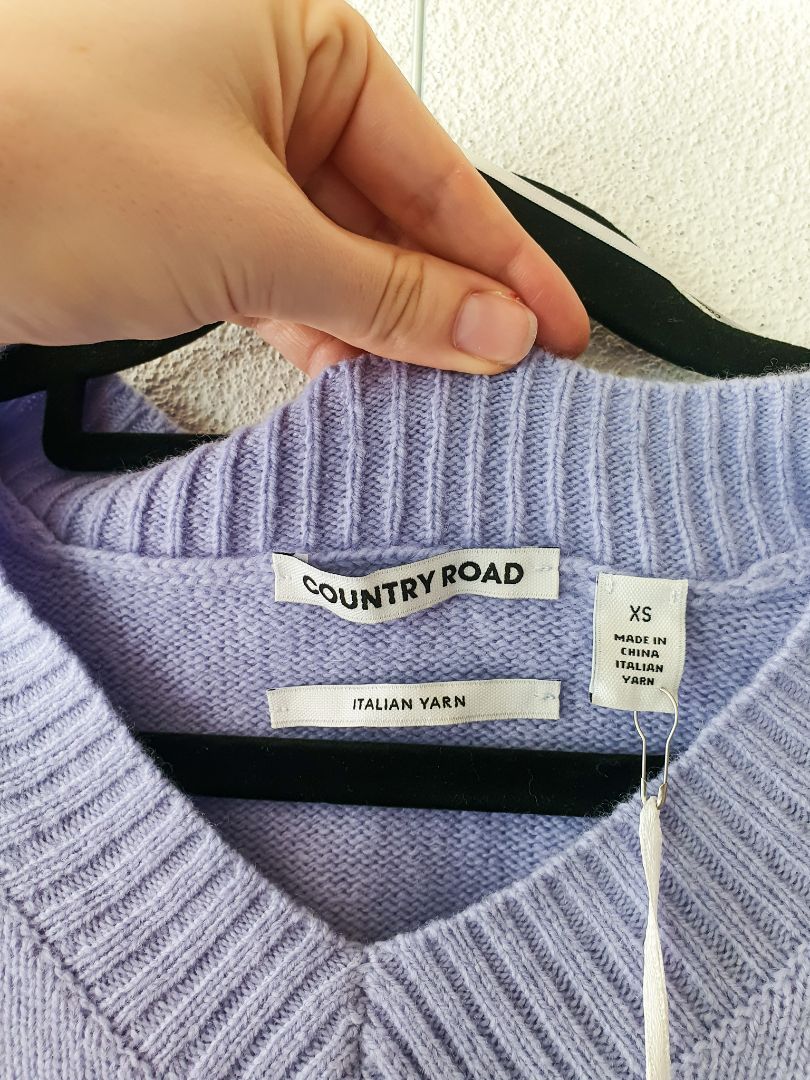 COUNTRY ROAD
ITALIAN YARN
XS
MADE IN
CHINA
ITALIAN
YARN